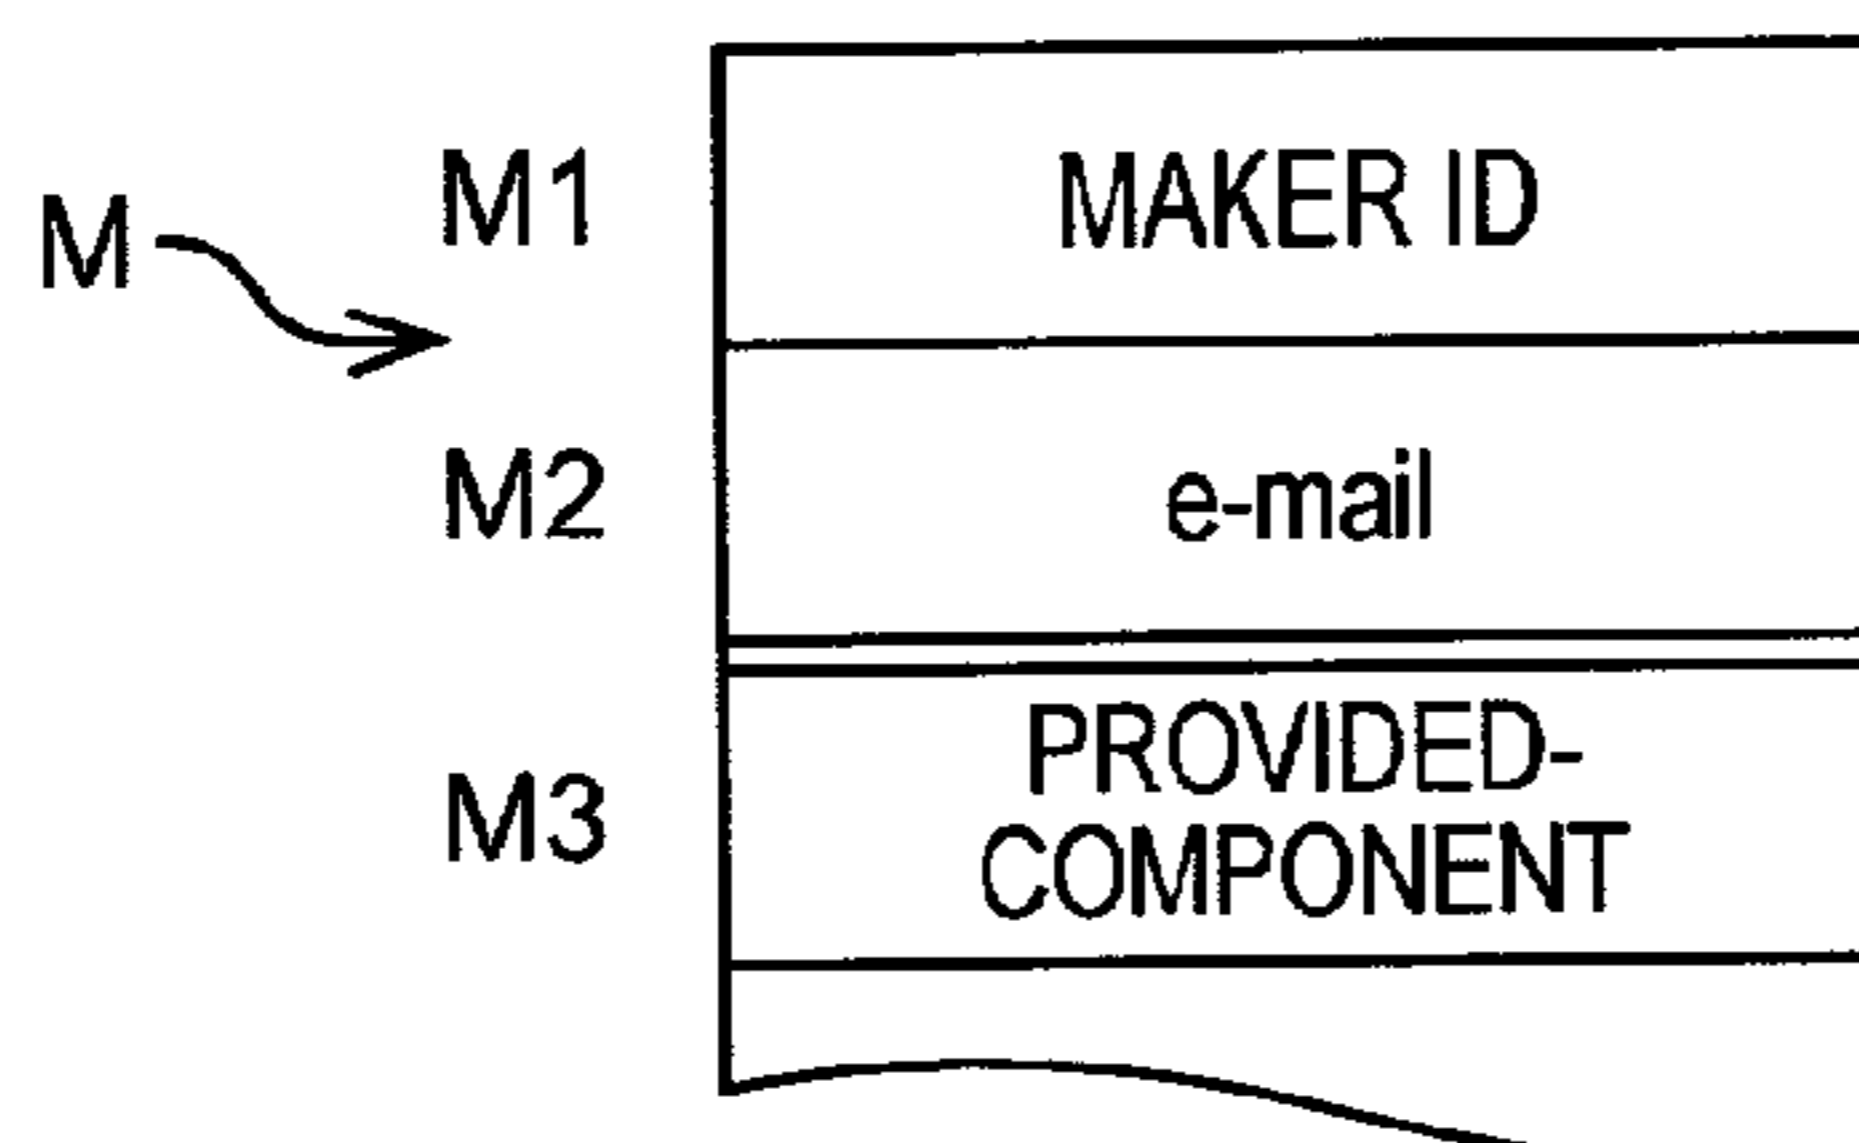 M
M1
MAKER ID
M2
e-mail
M3
PROVIDED-
COMPONENT